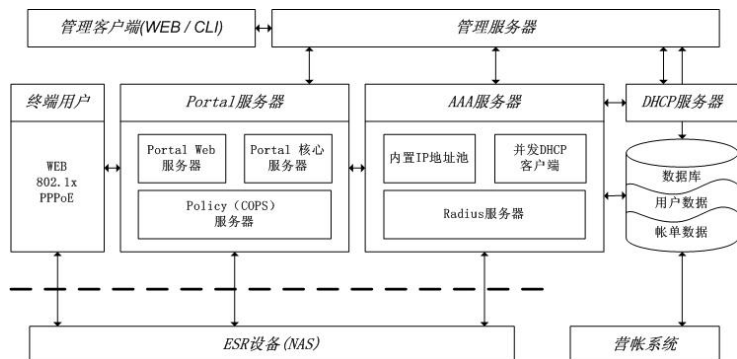 管理客户端(WEB / CLI)
管理服务器
终端用户
Portal服务器
AAA服务器
DHCP服务器
WEB
802.1x
PPPoE
Portal Web
服务器
Portal 核心
服务器
Policy（COPS）
服务器
内置IP地址池
并发DHCP
客户端
Radius服务器
数据库
用户数据
帐单数据
ESR设备(NAS)
营帐系统